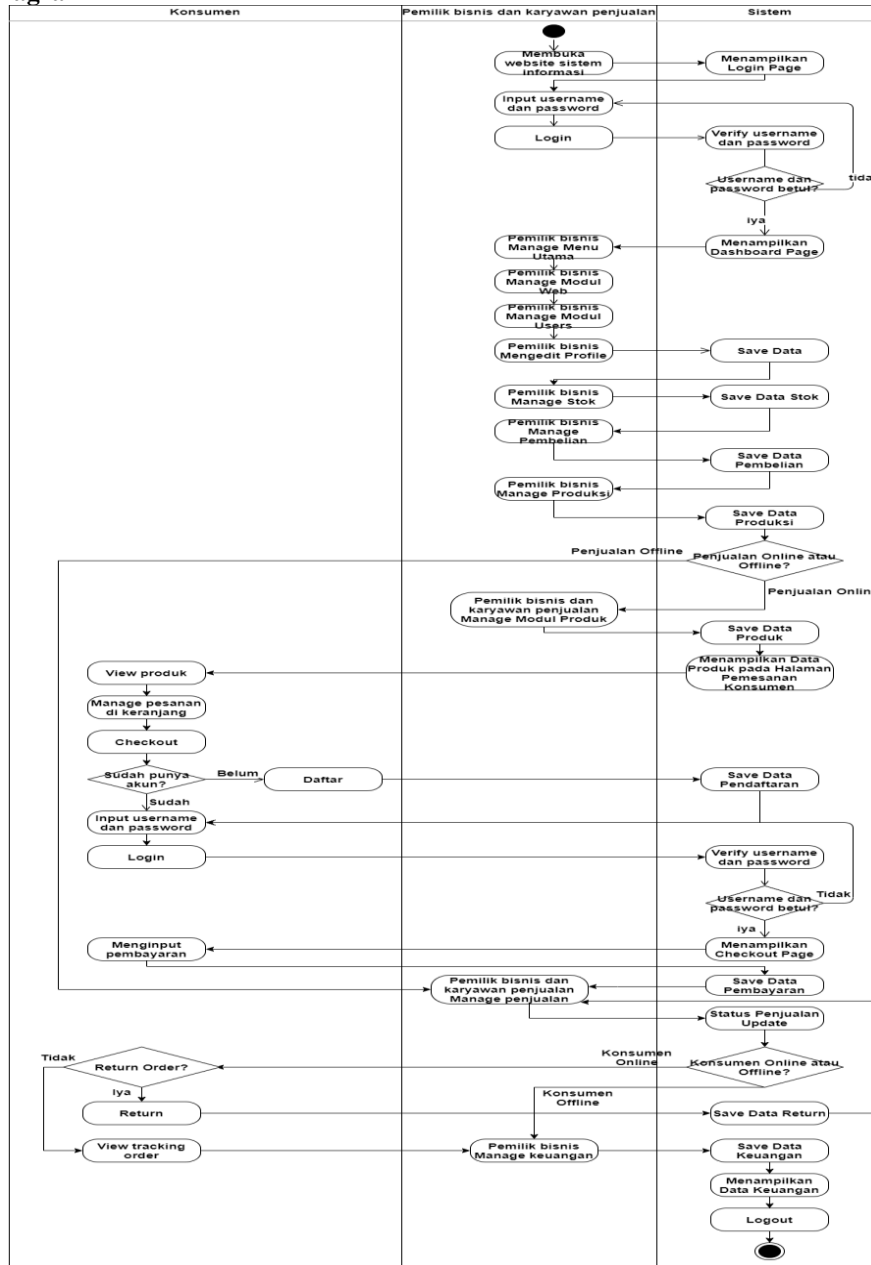 Konsumen
Pemilik bisnis dan karyawan penjualan
Sistem
Membuka
website sistem
informasi
Menampilkan
Login Page
Input username
dan password
Login
Verify username
dan password
Username dan
password betul?
tidak
iya
Menampilkan
Dashboard Page
Pemilik bisnis
Manage Menu
Utama
Pemilik bisnis
Manage Modul
Web
Pemilik bisnis
Manage Modul
Users
Pemilik bisnis
Mengedit Profile
Save Data
Pemilik bisnis
Manage Stok
Save Data Stok
Pemilik bisnis
Manage
Pembelian
Save Data
Pembelian
Pemilik bisnis
Manage Produksi
Save Data
Produksi
Penjualan Offline
Penjualan Online atau
Offline?
Penjualan Online
Pemilik bisnis dan
karyawan penjualan
Manage Modul Produk
Save Data
Produk
Menampilkan Data
Produk pada Halaman
Pemesanan
Konsumen
View produk
Manage pesanan
di keranjang
Checkout
Sudah punya
akun?
Belum
Daftar
Save Data
Pendaftaran
Sudah
Input username
dan password
Login
Verify username
dan password
Username dan
password betul?
Tidak
iya
Menampilkan
Checkout Page
Menginput
pembayaran
Save Data
Pembayaran
Pemilik bisnis dan
karyawan penjualan
Manage penjualan
Status Penjualan
Update
Konsumen Online atau
Offline?
Konsumen
Online
Konsumen
Offline
Return Order?
Tidak
Iya
Return
Save Data Return
View tracking
order
Pemilik bisnis
Manage keuangan
Save Data
Keuangan
Menampilkan
Data Keuangan
Logout